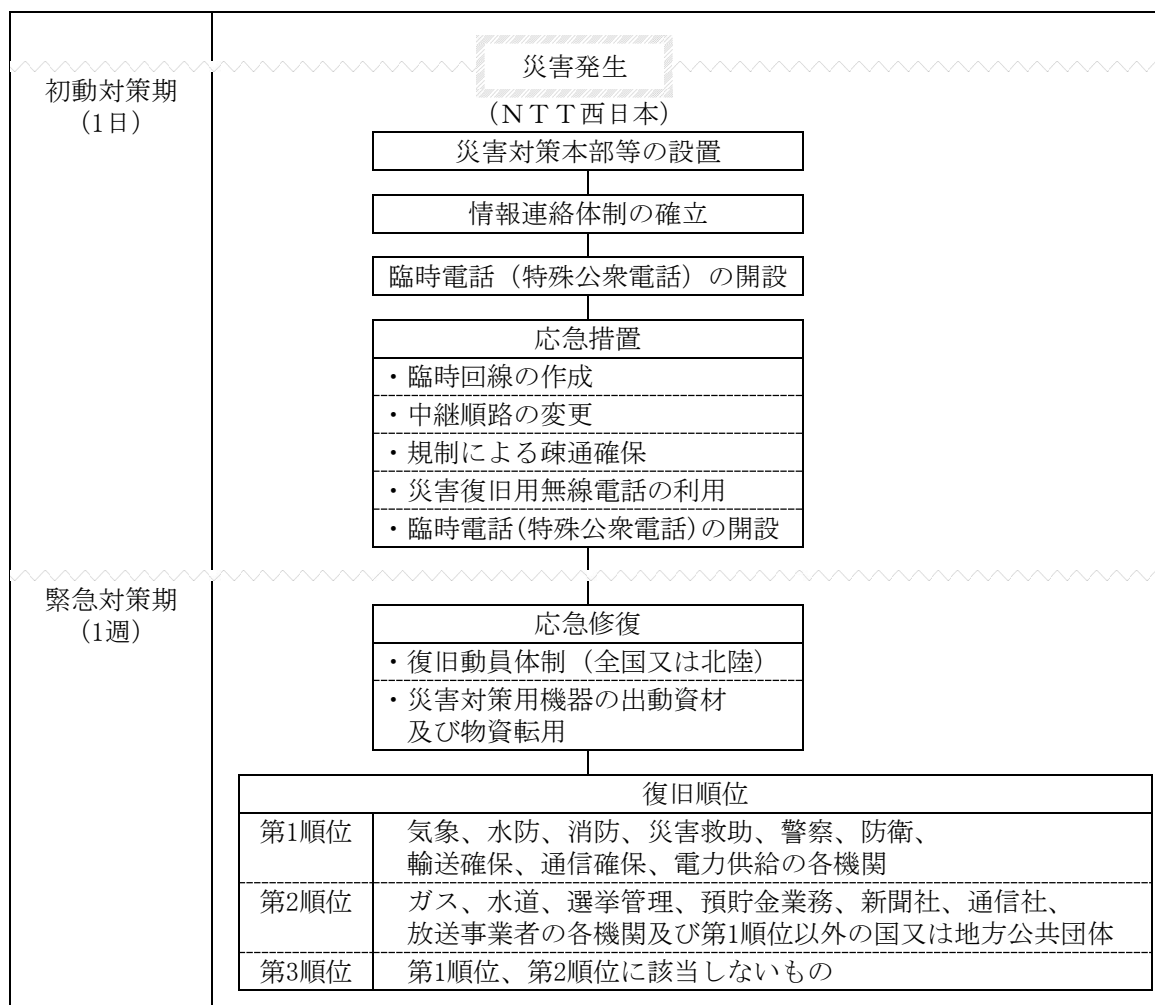 災害発生
初動対策期
(1日)
(ＮＴＴ西日本)
災害対策本部等の設置
情報連絡体制の確立
臨時電話（特殊公衆電話）の開設
応急措置
・臨時回線の作成
・中継順路の変更
・規制による疎通確保
・災害復旧用無線電話の利用
・臨時電話(特殊公衆電話)の開設
緊急対策期
(1週)
応急修復
・復旧動員体制（全国又は北陸）
・災害対策用機器の出動資材
及び物資転用
復旧順位
第1順位 気象、水防、消防、災害救助、警察、防衛、
輸送確保、通信確保、電力供給の各機関
第2順位 ガス、水道、選挙管理、預貯金業務、新聞社、通信社、
放送事業者の各機関及び第1順位以外の国又は地方公共団体
第3順位 第1順位、第2順位に該当しないもの